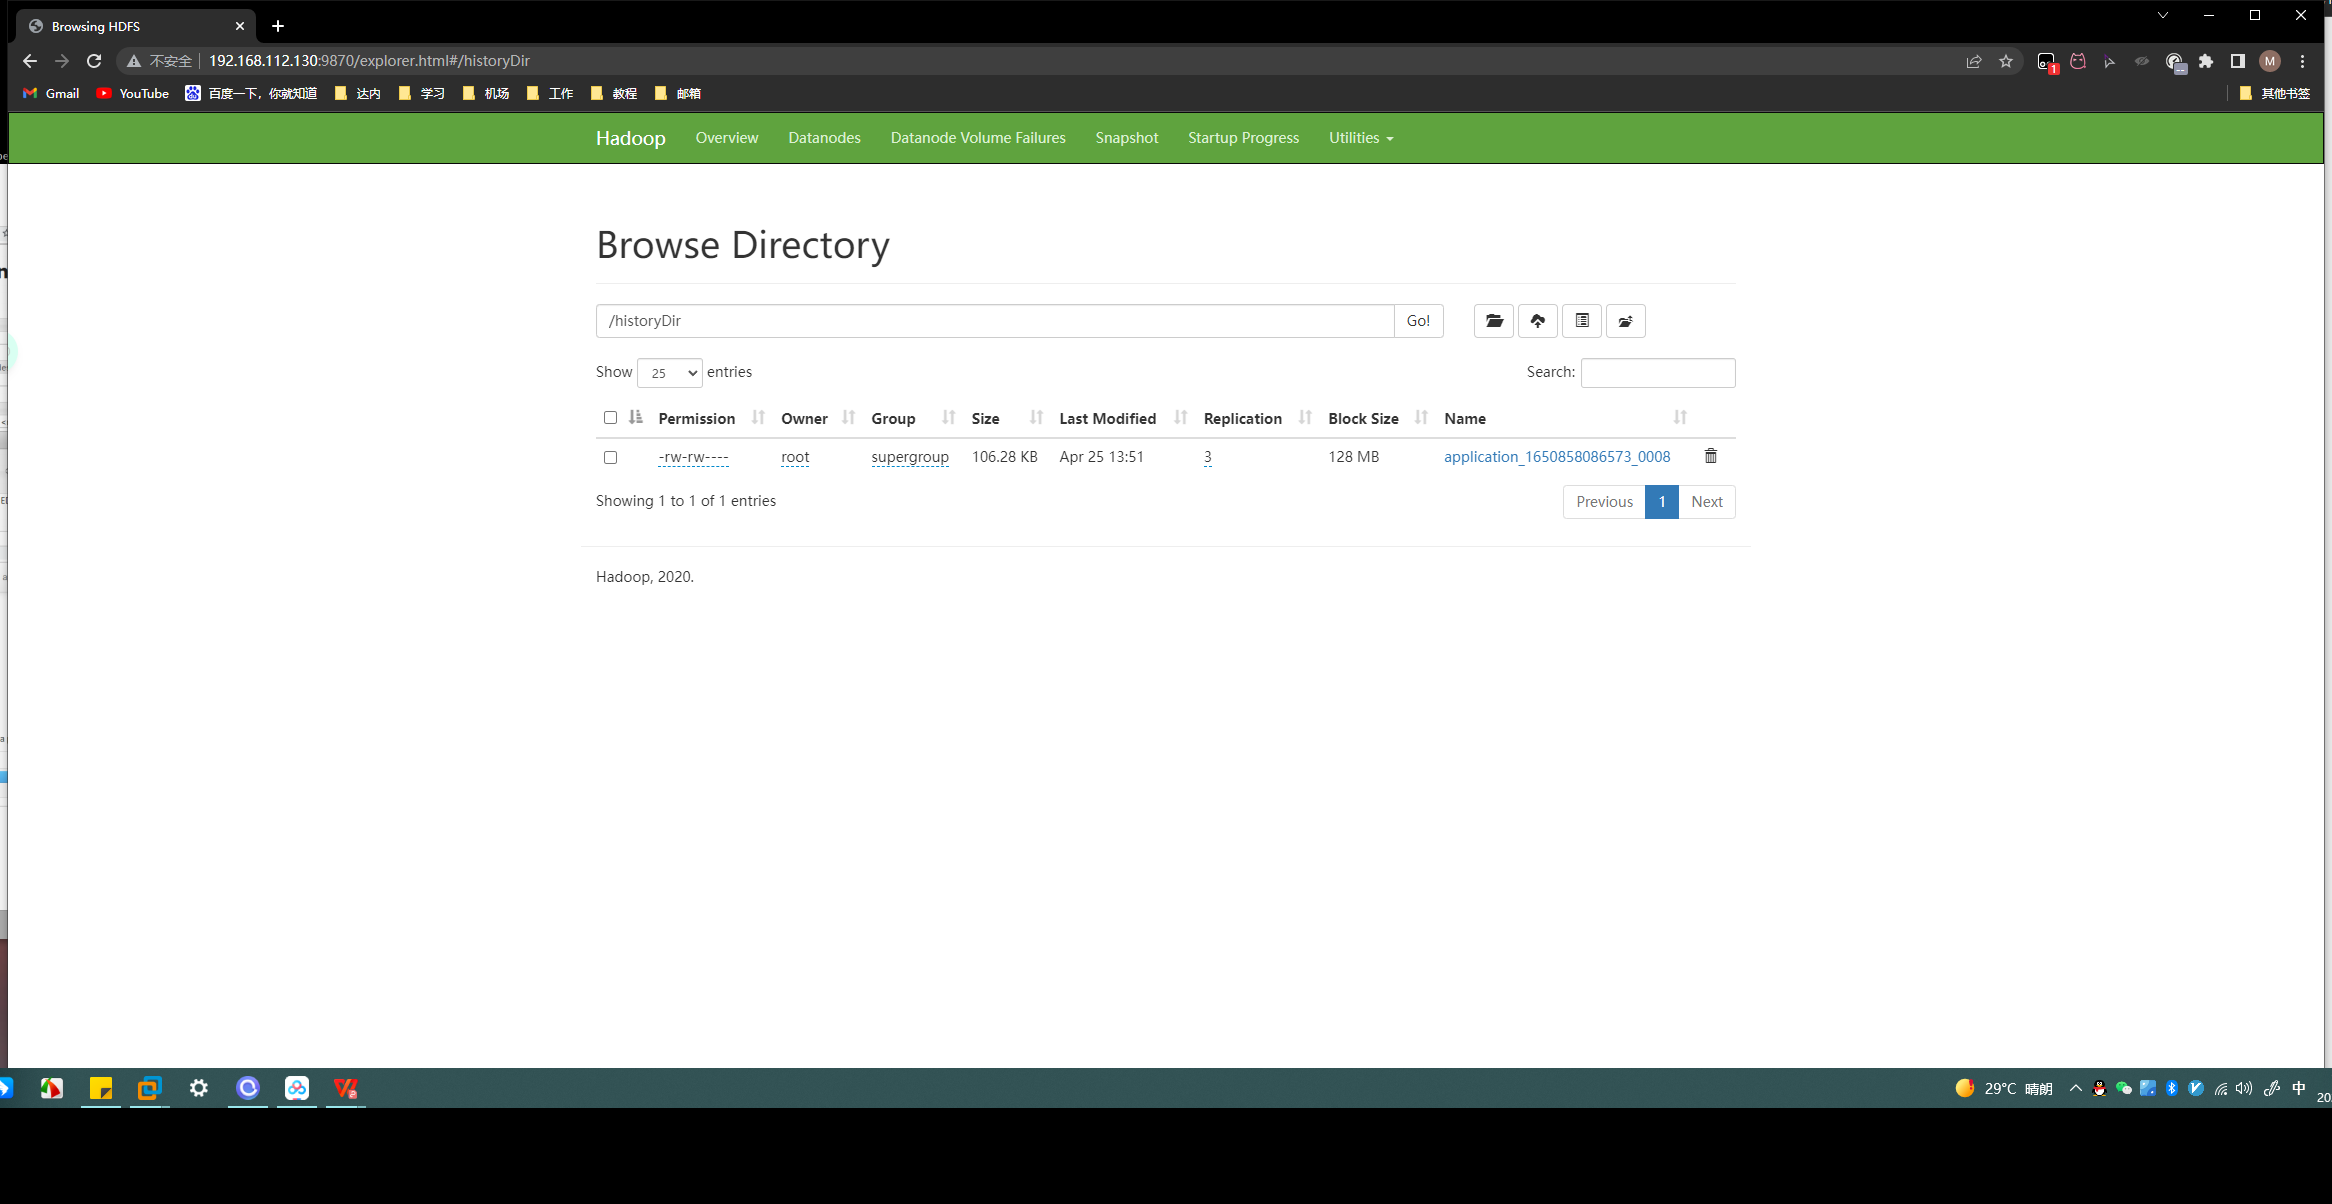 Browsing HDFS
不安全 192.168.112.130:9870/explorer.html#/historyDir
1
M
Gmail YouTube 百度一下，你就知道 达内 学习 机场 工作 教程 邮箱 其他书签
Hadoop Overview Datanodes Datanode Volume Failures Snapshot Startup Progress Utilities
Browse Directory
/historyDir Go!
Show 25 entries Search:
Permission Owner Group Size Last Modified Replication Block Size Name
-rw-rw---- root supergroup 106.28 KB Apr 25 13:51 3 128 MB application_1650858086573_0008
Showing 1 to 1 of 1 entries Previous 1 Next
Hadoop, 2020.
29°C 晴朗 中
20